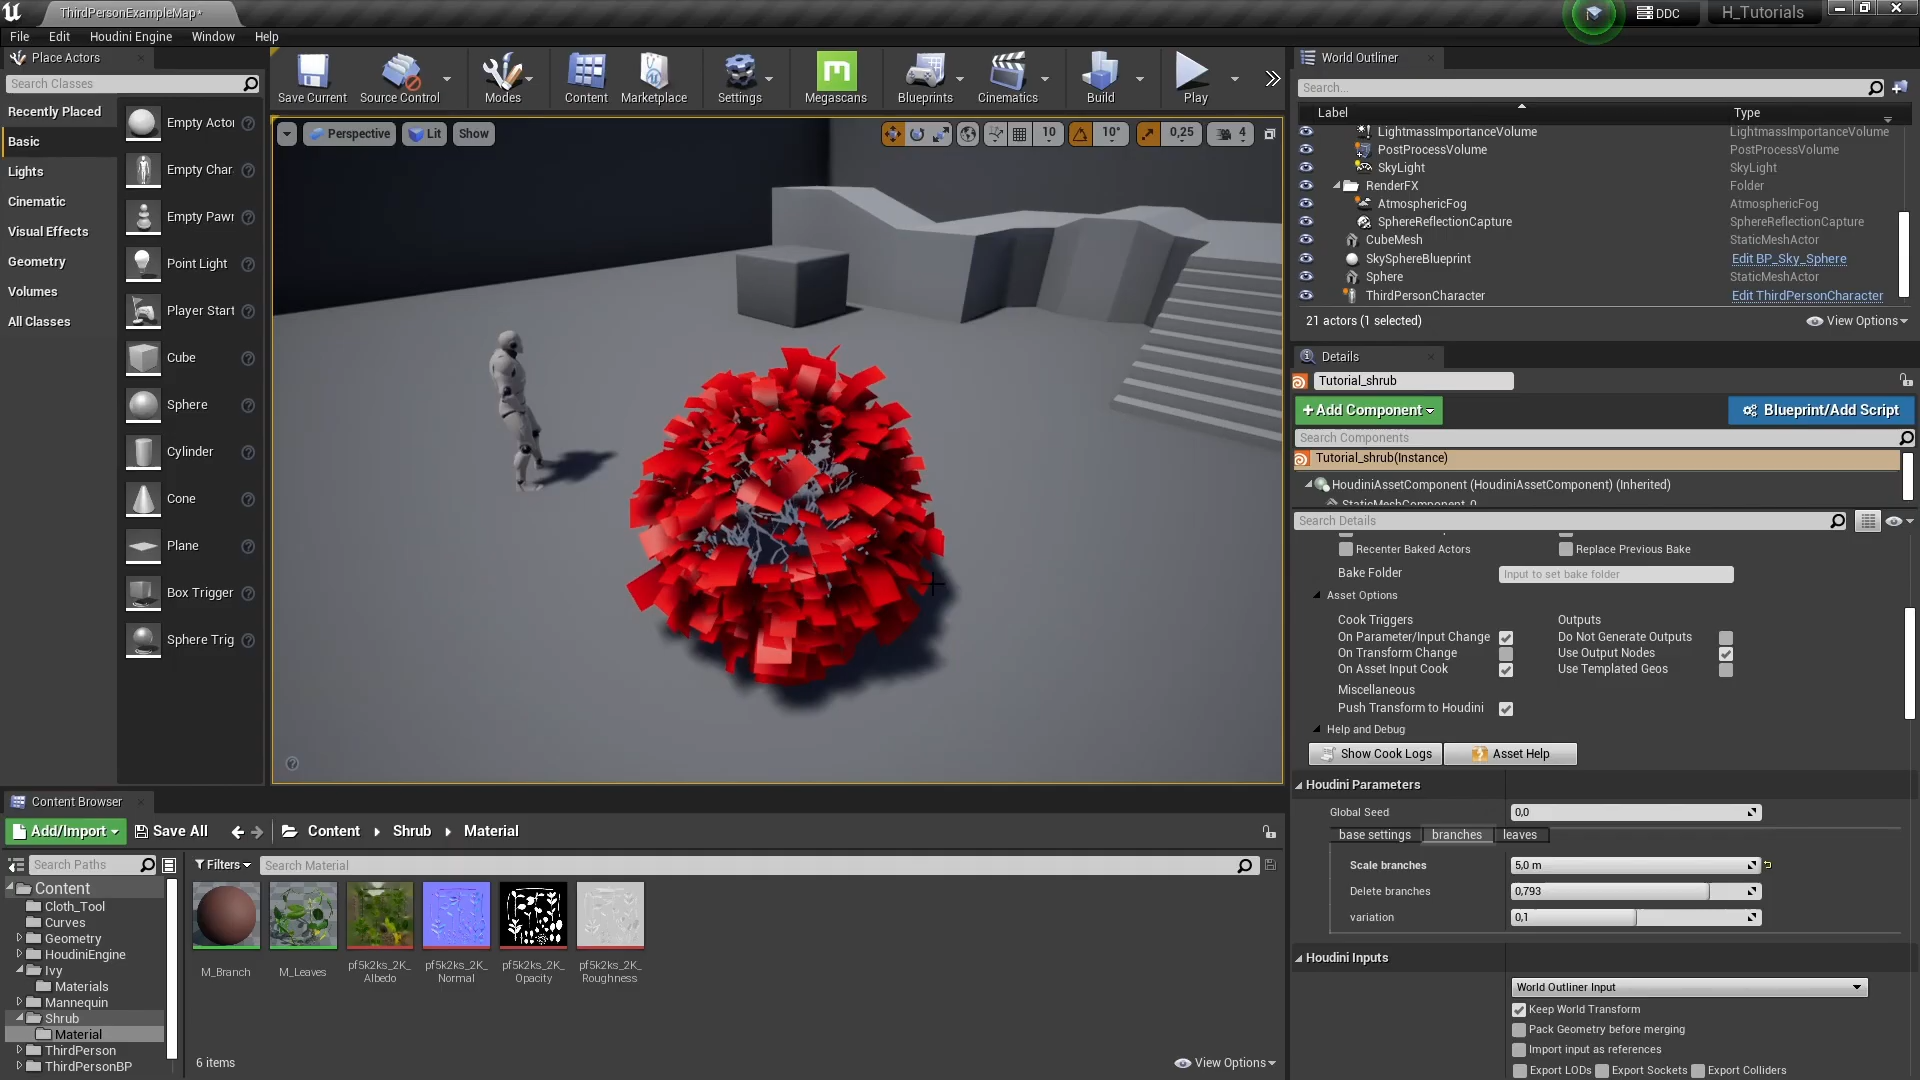 ThirdPersonExampleMap*
DDC
H_Tutorials
File Edit Houdini Engine Window Help
Place Actors
Search Classes
Recently Placed
Basic
Lights
Cinematic
Visual Effects
Geometry
Volumes
All Classes
Empty Actor
Empty Char
Empty Pawn
Point Light
Player Start
Cube
Sphere
Cylinder
Cone
Plane
Box Trigger
Sphere Trig
Save Current
Source Control
Modes
Content
Marketplace
Settings
Megascans
Blueprints
Cinematics
Build
Play
Perspective
Lit
Show
10
10°
0,25
4
World Outliner
Search...
Label Type
LightmassImportanceVolume LightmassImportanceVolume
PostProcessVolume PostProcessVolume
SkyLight SkyLight
RenderFX Folder
AtmosphericFog AtmosphericFog
SphereReflectionCapture SphereReflectionCapture
CubeMesh StaticMeshActor
SkySphereBlueprint Edit BP_Sky_Sphere
Sphere StaticMeshActor
ThirdPersonCharacter Edit ThirdPersonCharacter
21 actors (1 selected) View Options
Details
Tutorial_shrub
+Add Component Blueprint/Add Script
Search Components
Tutorial_shrub(Instance)
HoudiniAssetComponent (HoudiniAssetComponent) (Inherited)
StaticMeshComponent_0
Search Details
Recenter Baked Actors Replace Previous Bake
Bake Folder Input to set bake folder
Asset Options
Cook Triggers Outputs
On Parameter/Input Change Do Not Generate Outputs
On Transform Change Use Output Nodes
On Asset Input Cook Use Templated Geos
Miscellaneous
Push Transform to Houdini
Help and Debug
Show Cook Logs Asset Help
Houdini Parameters
Global Seed 0,0
base settings branches leaves
Scale branches 5,0 m
Delete branches 0,793
variation 0,1
Houdini Inputs
World Outliner Input
Keep World Transform
Pack Geometry before merging
Import input as references
Export LODs Export Sockets Export Colliders
Content Browser
Add/Import Save All Content Shrub Material
Search Paths
Filters Search Material
Content
Cloth_Tool
Curves
Geometry
HoudiniEngine
Ivy
Materials
Mannequin
Shrub
Material
ThirdPerson
ThirdPersonBP
M_Branch
M_Leaves
pf5k2ks_2K_
Albedo
pf5k2ks_2K_
Normal
pf5k2ks_2K_
Opacity
pf5k2ks_2K_
Roughness
6 items View Options